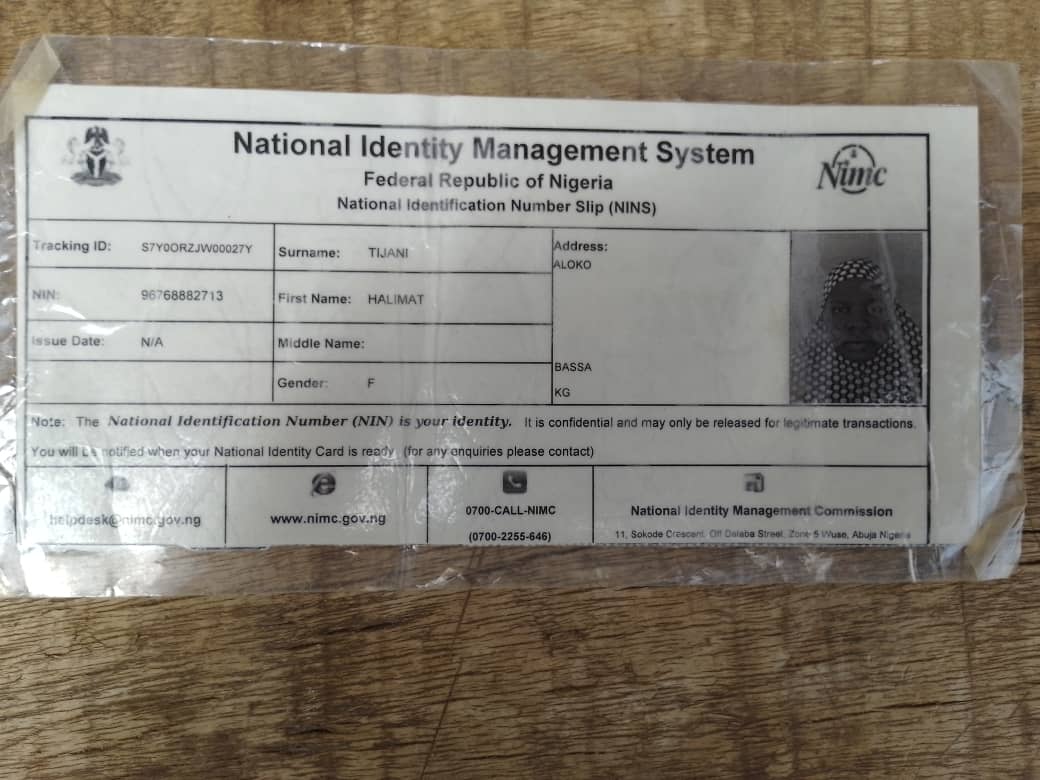 National Identity Management System
Federal Republic of Nigeria
National Identification Number Slip (NINS)
Nimc
Tracking ID: S7Y0ORZJW00027Y
Surname: TIJANI
Address:
ALOKO
NIN: 96768882713
First Name: HALIMAT
Issue Date: N/A
Middle Name:
BASSA
Gender: F
KG
Note: The National Identification Number (NIN) is your identity. It is confidential and may only be released for legitimate transactions.
You will be notified when your National Identity Card is ready (for any enquiries please contact)
helpdesk@nimc.gov.ng
www.nimc.gov.ng
0700-CALL-NIMC
(0700-2255-646)
National Identity Management Commission
11, Sokode Crescent, Off Dalaba Street, Zone 5 Wuse, Abuja Nigeria